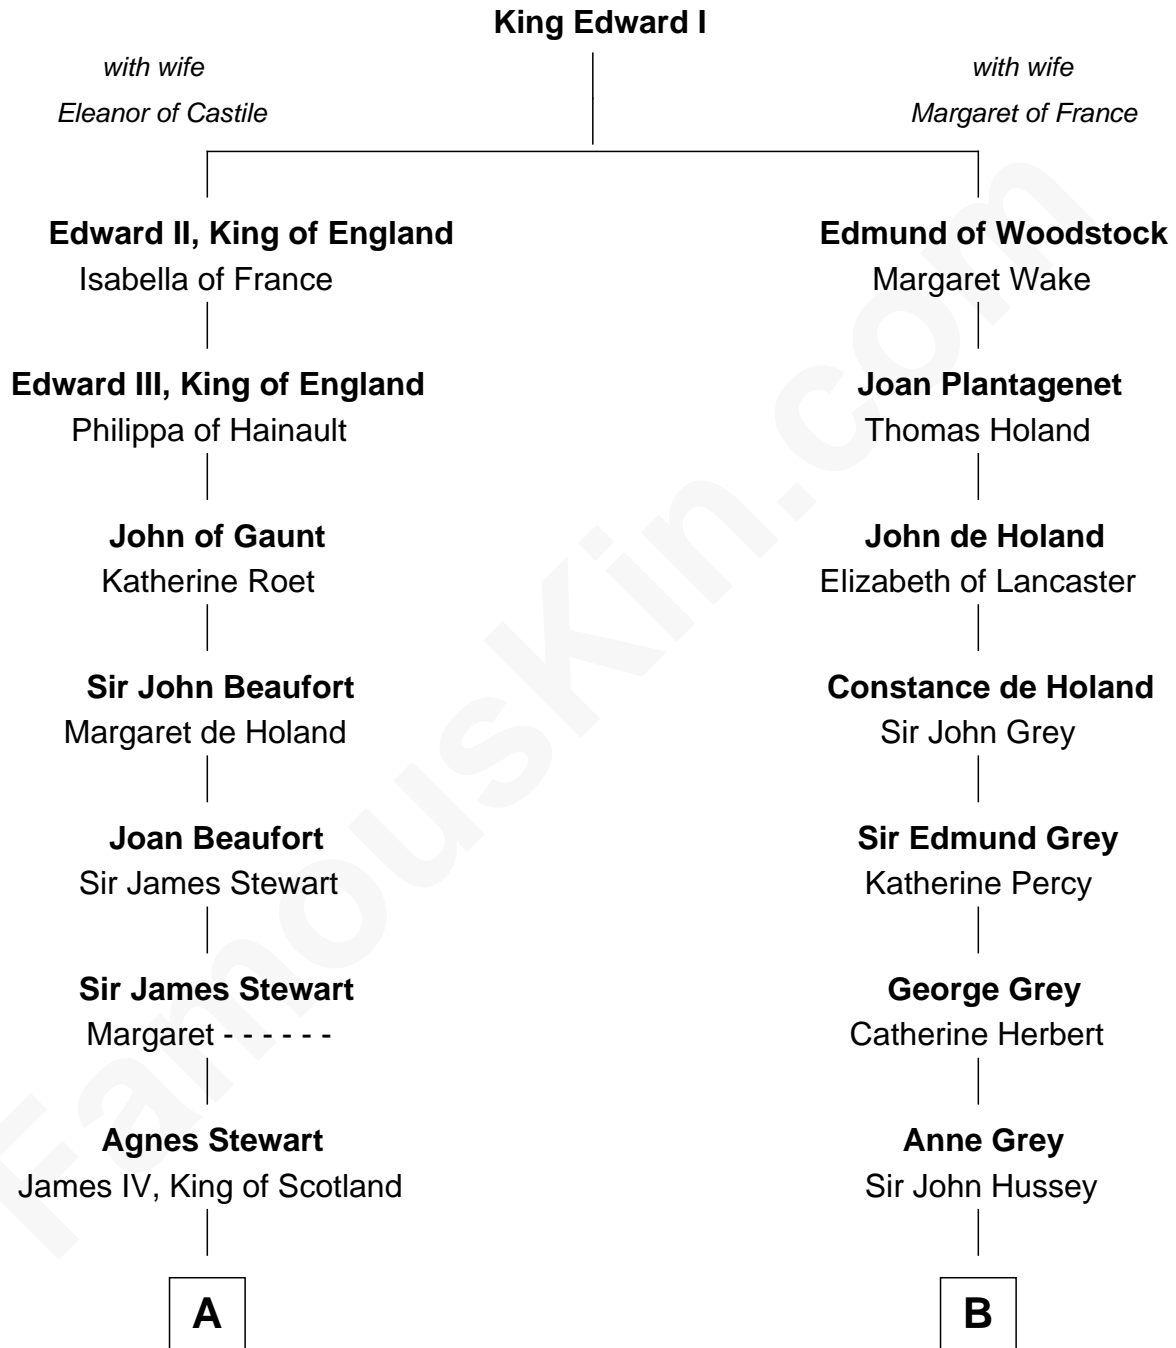 King Edward I
with wife
Eleanor of Castile
with wife
Margaret of France
Edward II, King of England
Isabella of France
Edmund of Woodstock
Margaret Wake
Edward III, King of England
Philippa of Hainault
Joan Plantagenet
Thomas Holand
John of Gaunt
Katherine Roet
John de Holand
Elizabeth of Lancaster
Sir John Beaufort
Margaret de Holand
Constance de Holand
Sir John Grey
Joan Beaufort
Sir James Stewart
Sir Edmund Grey
Katherine Percy
Sir James Stewart
Margaret - - - - - -
George Grey
Catherine Herbert
Agnes Stewart
James IV, King of Scotland
Anne Grey
Sir John Hussey
A
B
FamousKin.com